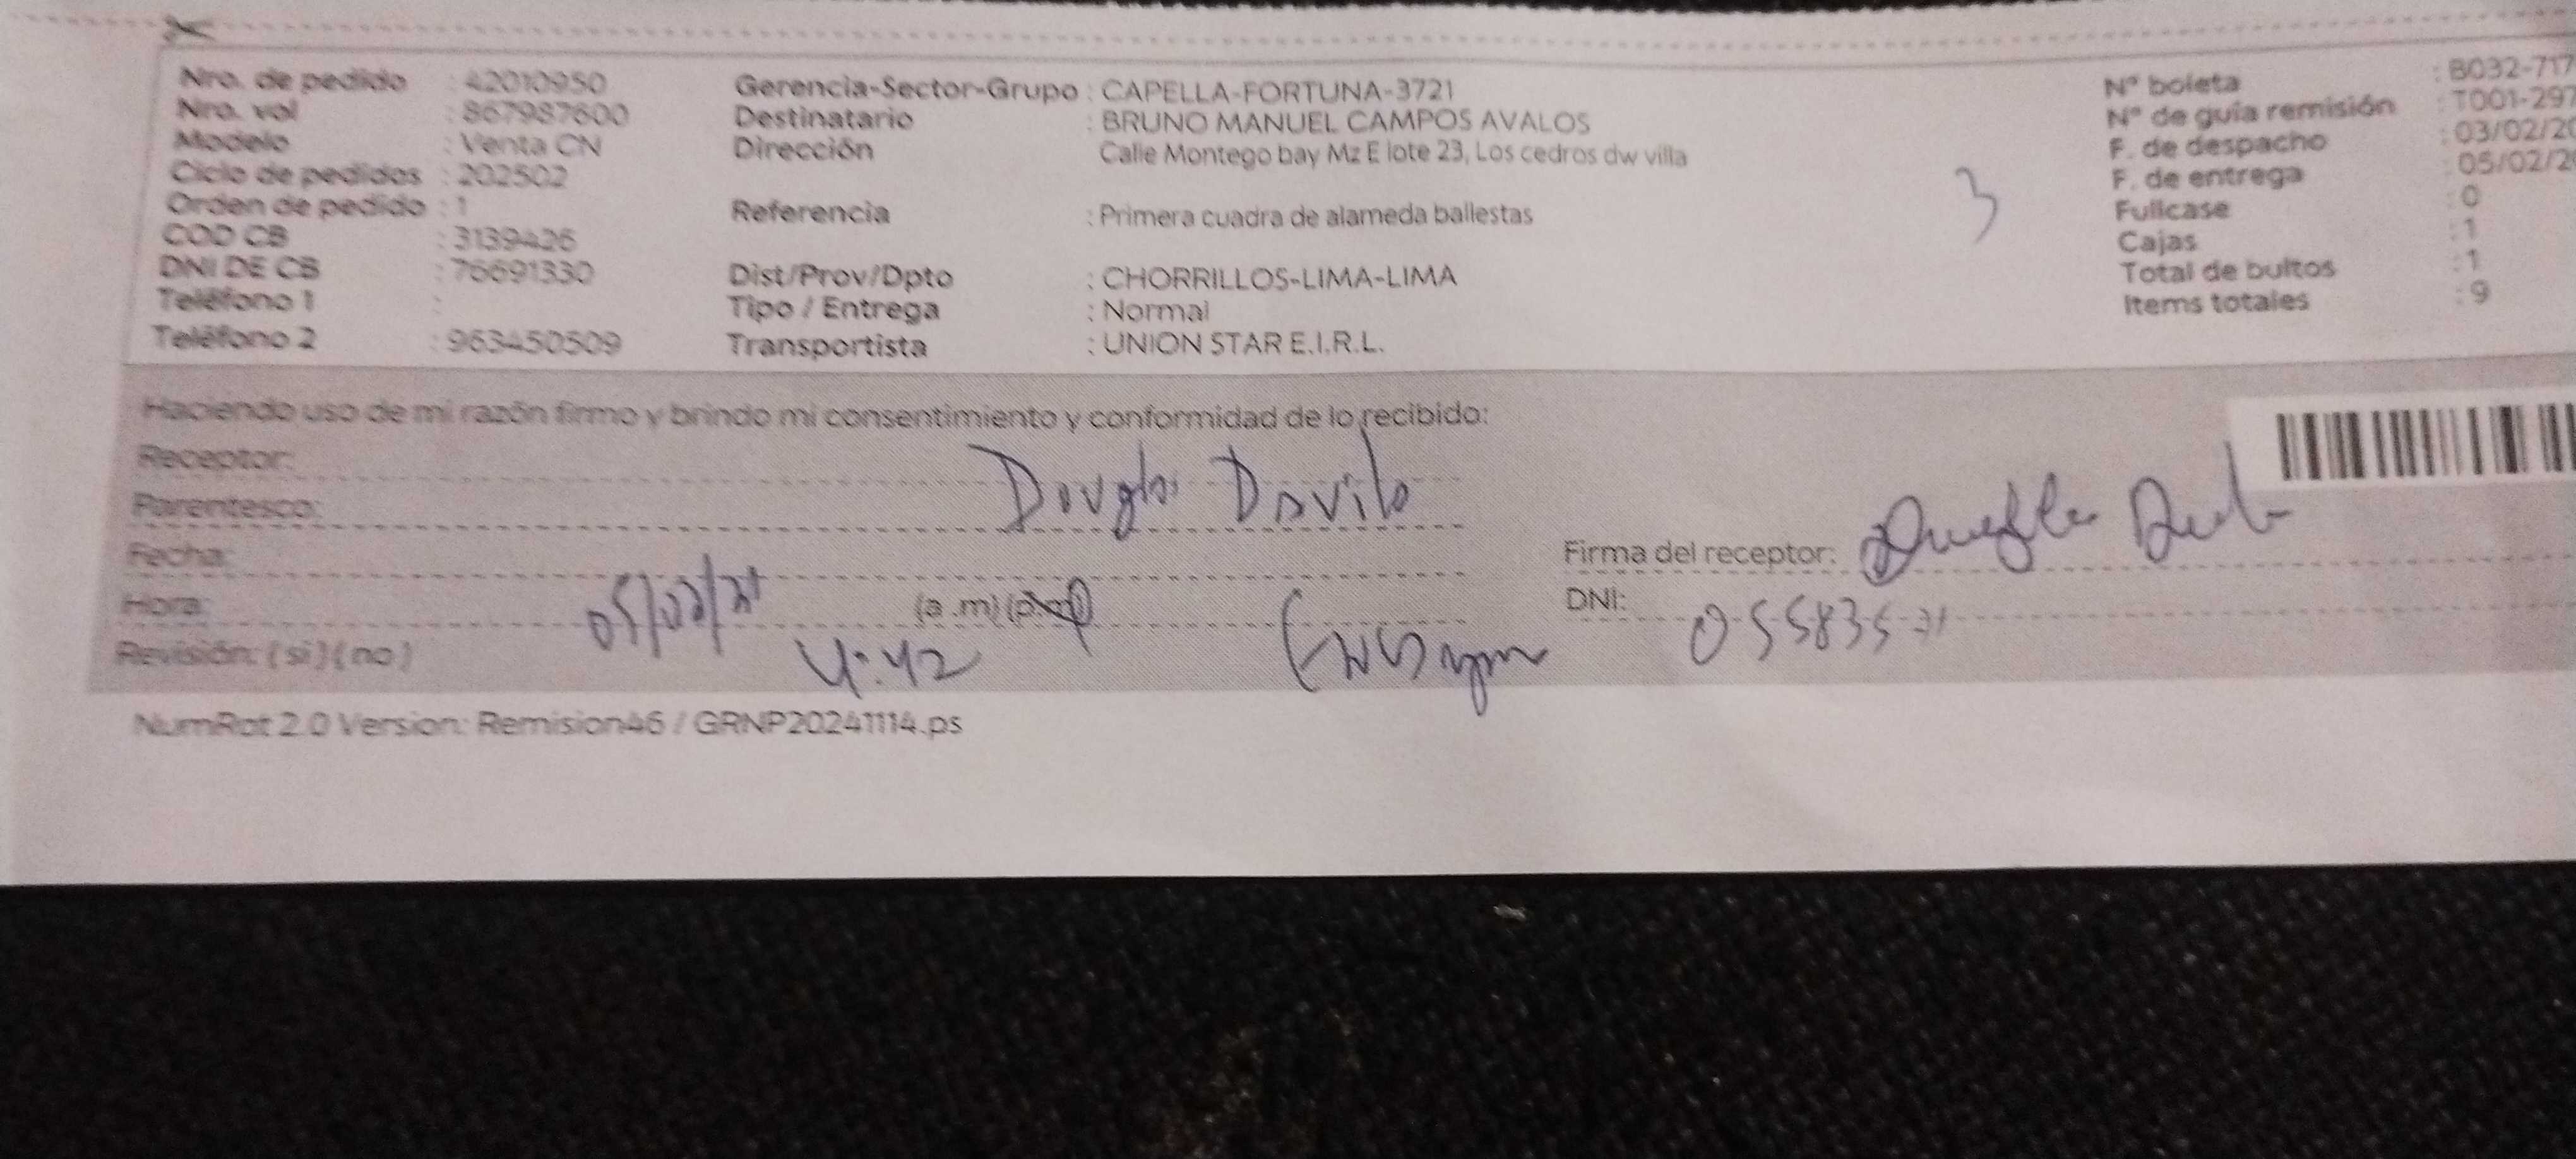 Nro. de pedido : 42010950
Nro. vol : 867987600
Modelo : Venta CN
Ciclo de pedidos : 202502
Orden de pedido : 1
COD CB : 3139426
DNI DE CB : 76691330
Teléfono 1 :
Teléfono 2 : 963450509
Gerencia-Sector-Grupo : CAPELLA-FORTUNA-3721
Destinatario : BRUNO MANUEL CAMPOS AVALOS
Dirección Calle Montego bay Mz E lote 23, Los cedros dw villa
Referencia : Primera cuadra de alameda ballestas
Dist/Prov/Dpto : CHORRILLOS-LIMA-LIMA
Tipo / Entrega : Normal
Transportista : UNION STAR E.I.R.L.
3
N° boleta : B032-717
N° de guía remisión : T001-297
F. de despacho : 03/02/20
F. de entrega : 05/02/20
Fullcase : 0
Cajas : 1
Total de bultos : 1
Items totales : 9
Haciendo uso de mi razón firmo y brindo mi consentimiento y conformidad de lo recibido:
Receptor: Douglas Davila
Parentesco:
Fecha:
Hora: (a .m) (p.m) 4:42
Revisión: ( si ) ( no )
Firma del receptor:
DNI:
NumRot 2.0 Version: Remision46 / GRNP20241114.ps